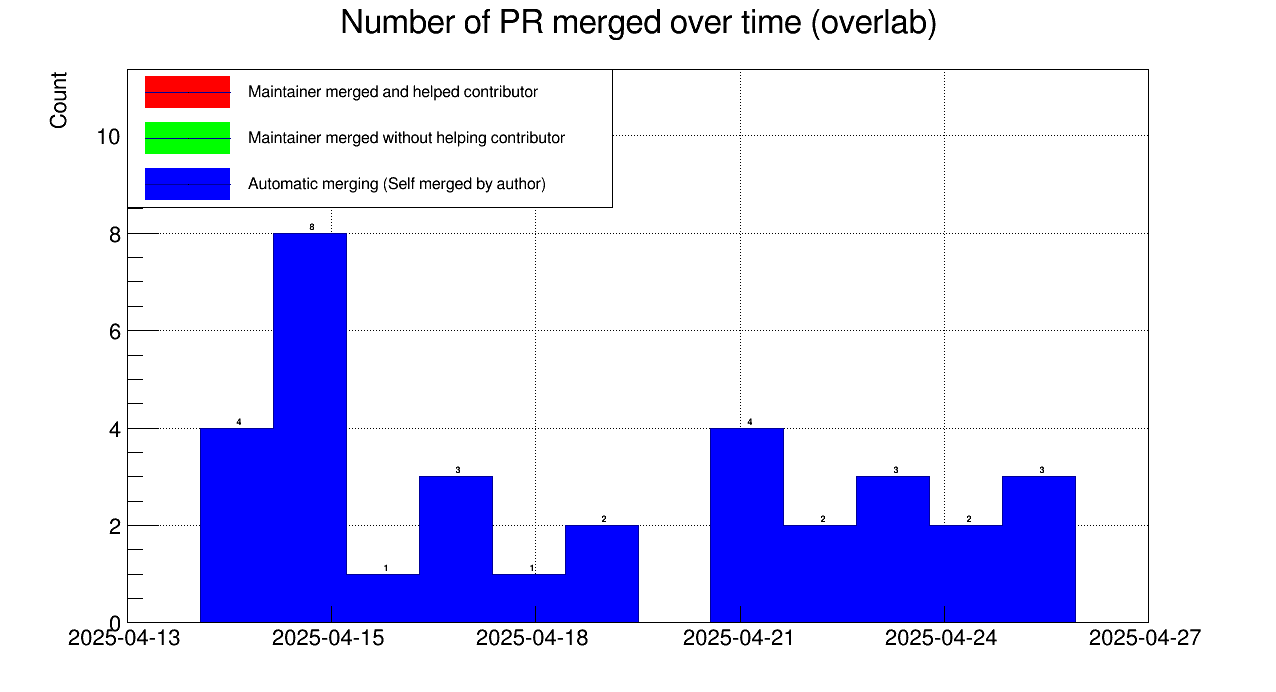 Number of PR merged over time (overlab)
Count
Maintainer merged and helped contributor
Maintainer merged without helping contributor
Automatic merging (Self merged by author)
10
8
6
4
2
0
8
4
4
3
3
3
2
2
2
1
1
2025-04-13 2025-04-15 2025-04-18 2025-04-21 2025-04-24 2025-04-27